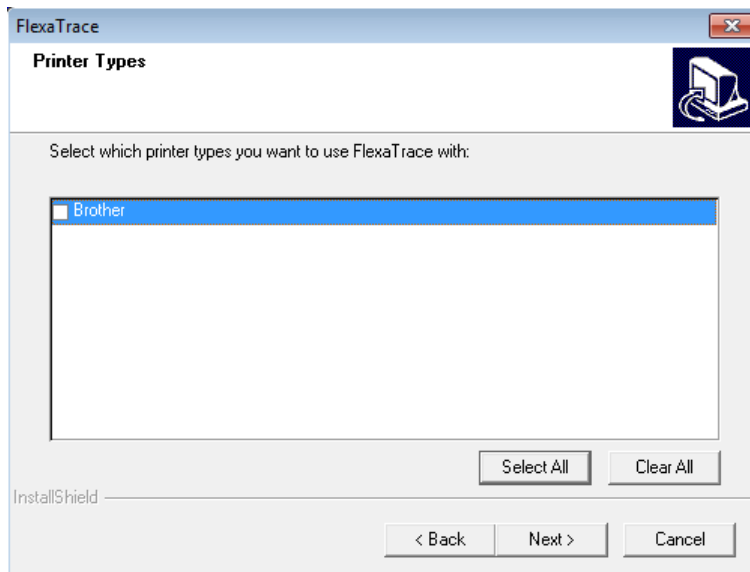 FlexaTrace
Printer Types
Select which printer types you want to use FlexaTrace with:
Brother
Select All Clear All
InstallShield
< Back Next > Cancel